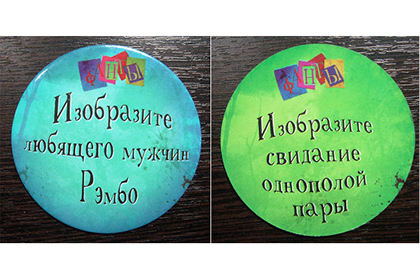 ФАНТЫ
Изобразите
любящего мужчин
Рэмбо
ФАНТЫ
Изобразите
свидание
однополой
пары